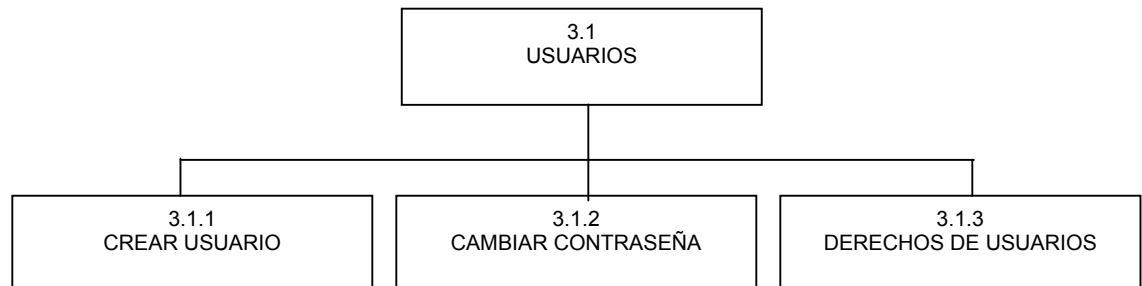 3.1
USUARIOS
3.1.1
CREAR USUARIO
3.1.2
CAMBIAR CONTRASEÑA
3.1.3
DERECHOS DE USUARIOS